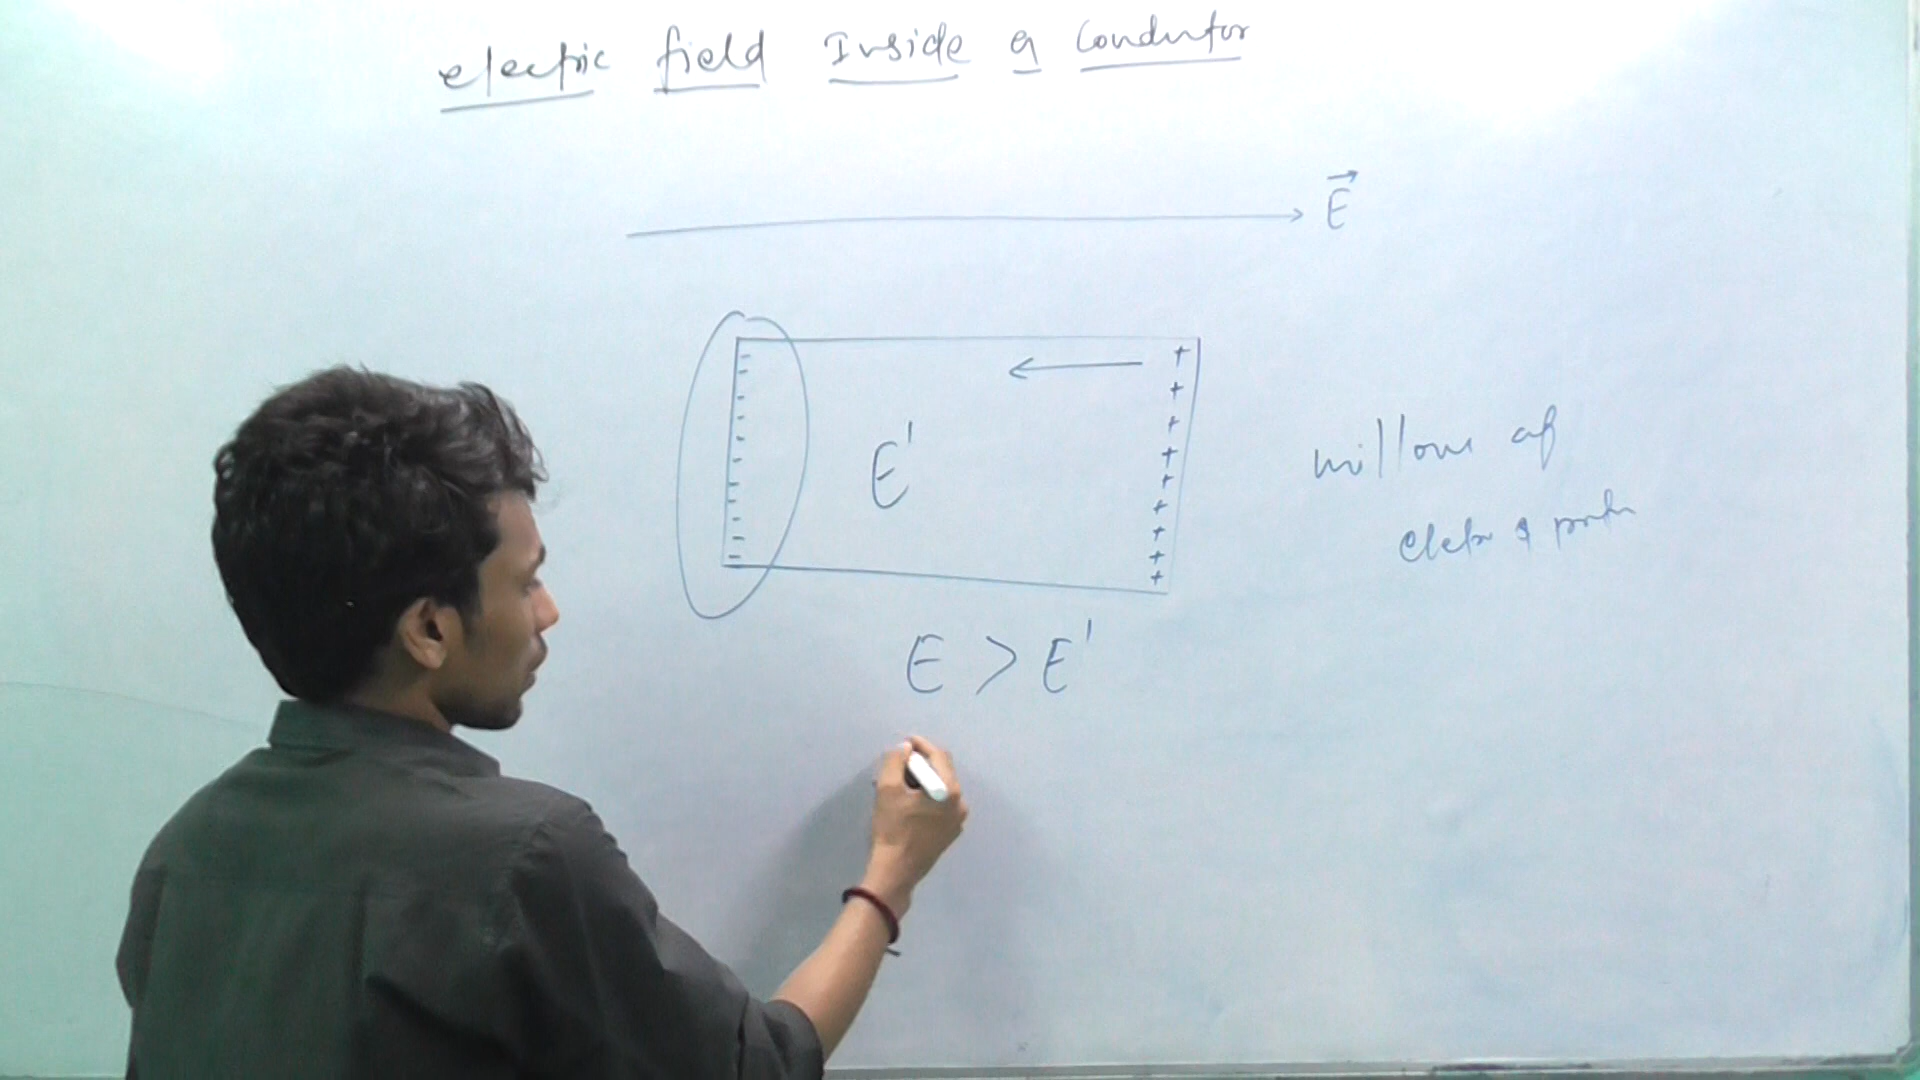 electric field Inside a Conductor
E
- - - - - - - - - - -
+ + + + + + + + +
E'
millons of
E > E'